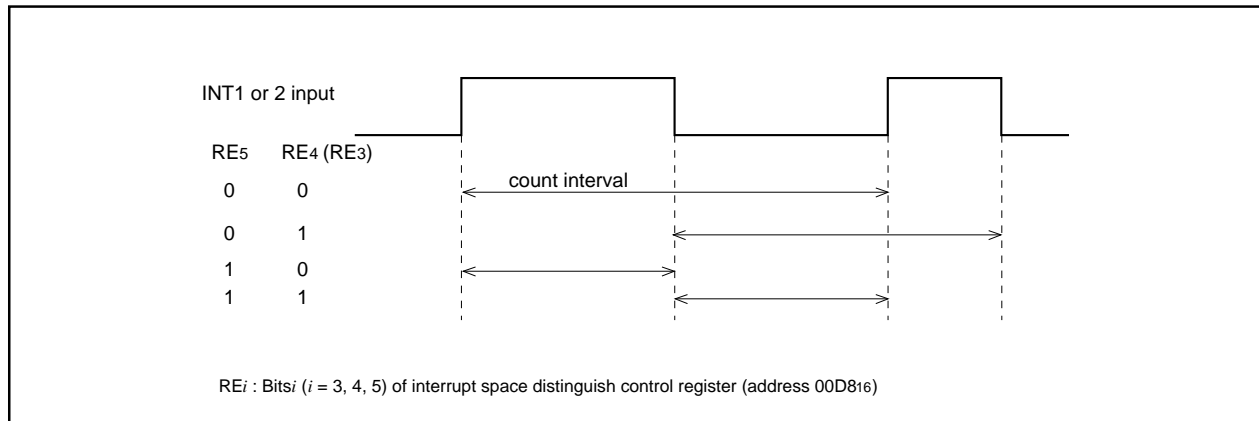 INT1 or 2 input
RE5 RE4 (RE3)
0 0 count interval
0 1
1 0
1 1
REi : Bitsi (i = 3, 4, 5) of interrupt space distinguish control register (address 00D816)